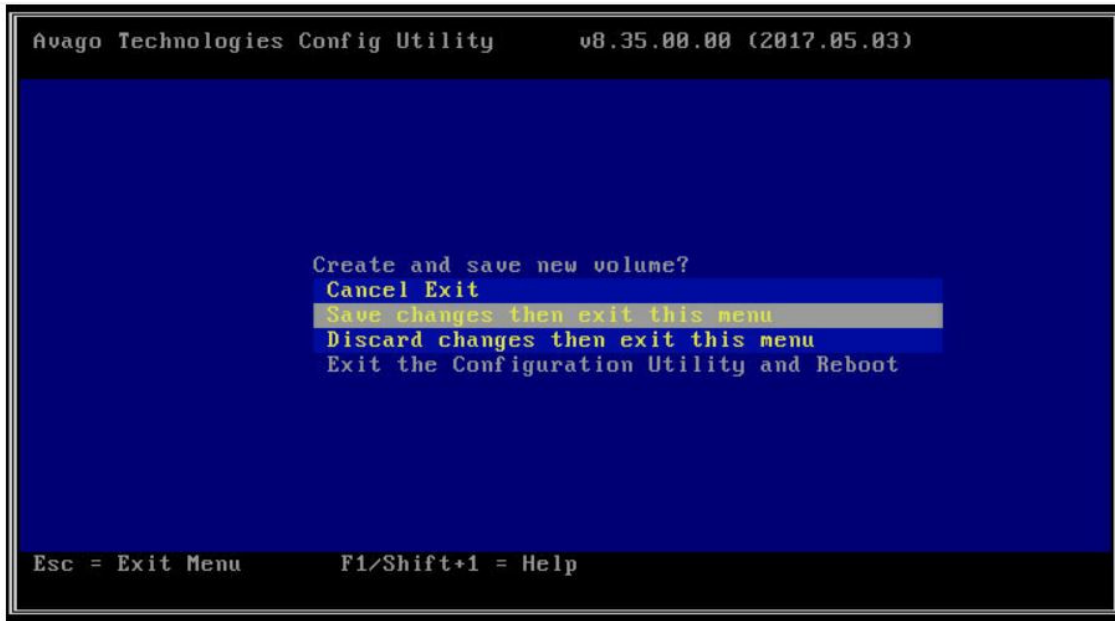 Avago Technologies Config Utility v8.35.00.00 (2017.05.03)
Create and save new volume?
Cancel Exit
Save changes then exit this menu
Discard changes then exit this menu
Exit the Configuration Utility and Reboot
Esc = Exit Menu F1/Shift+1 = Help